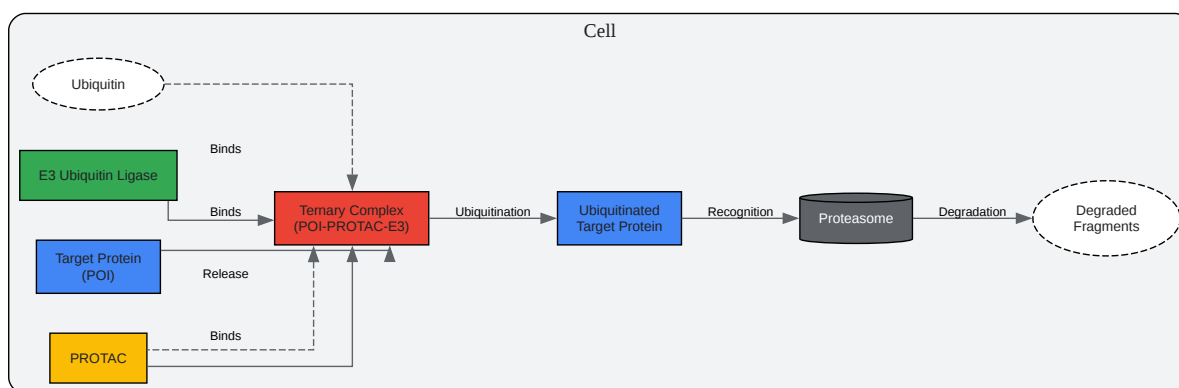 Cell
Ubiquitin
Binds
E3 Ubiquitin Ligase
Binds
Ternary Complex
(POI-PROTAC-E3)
Ubiquitination
Ubiquitinated
Target Protein
Recognition
Proteasome
Degradation
Degraded
Fragments
Target Protein
(POI)
Release
Binds
PROTAC